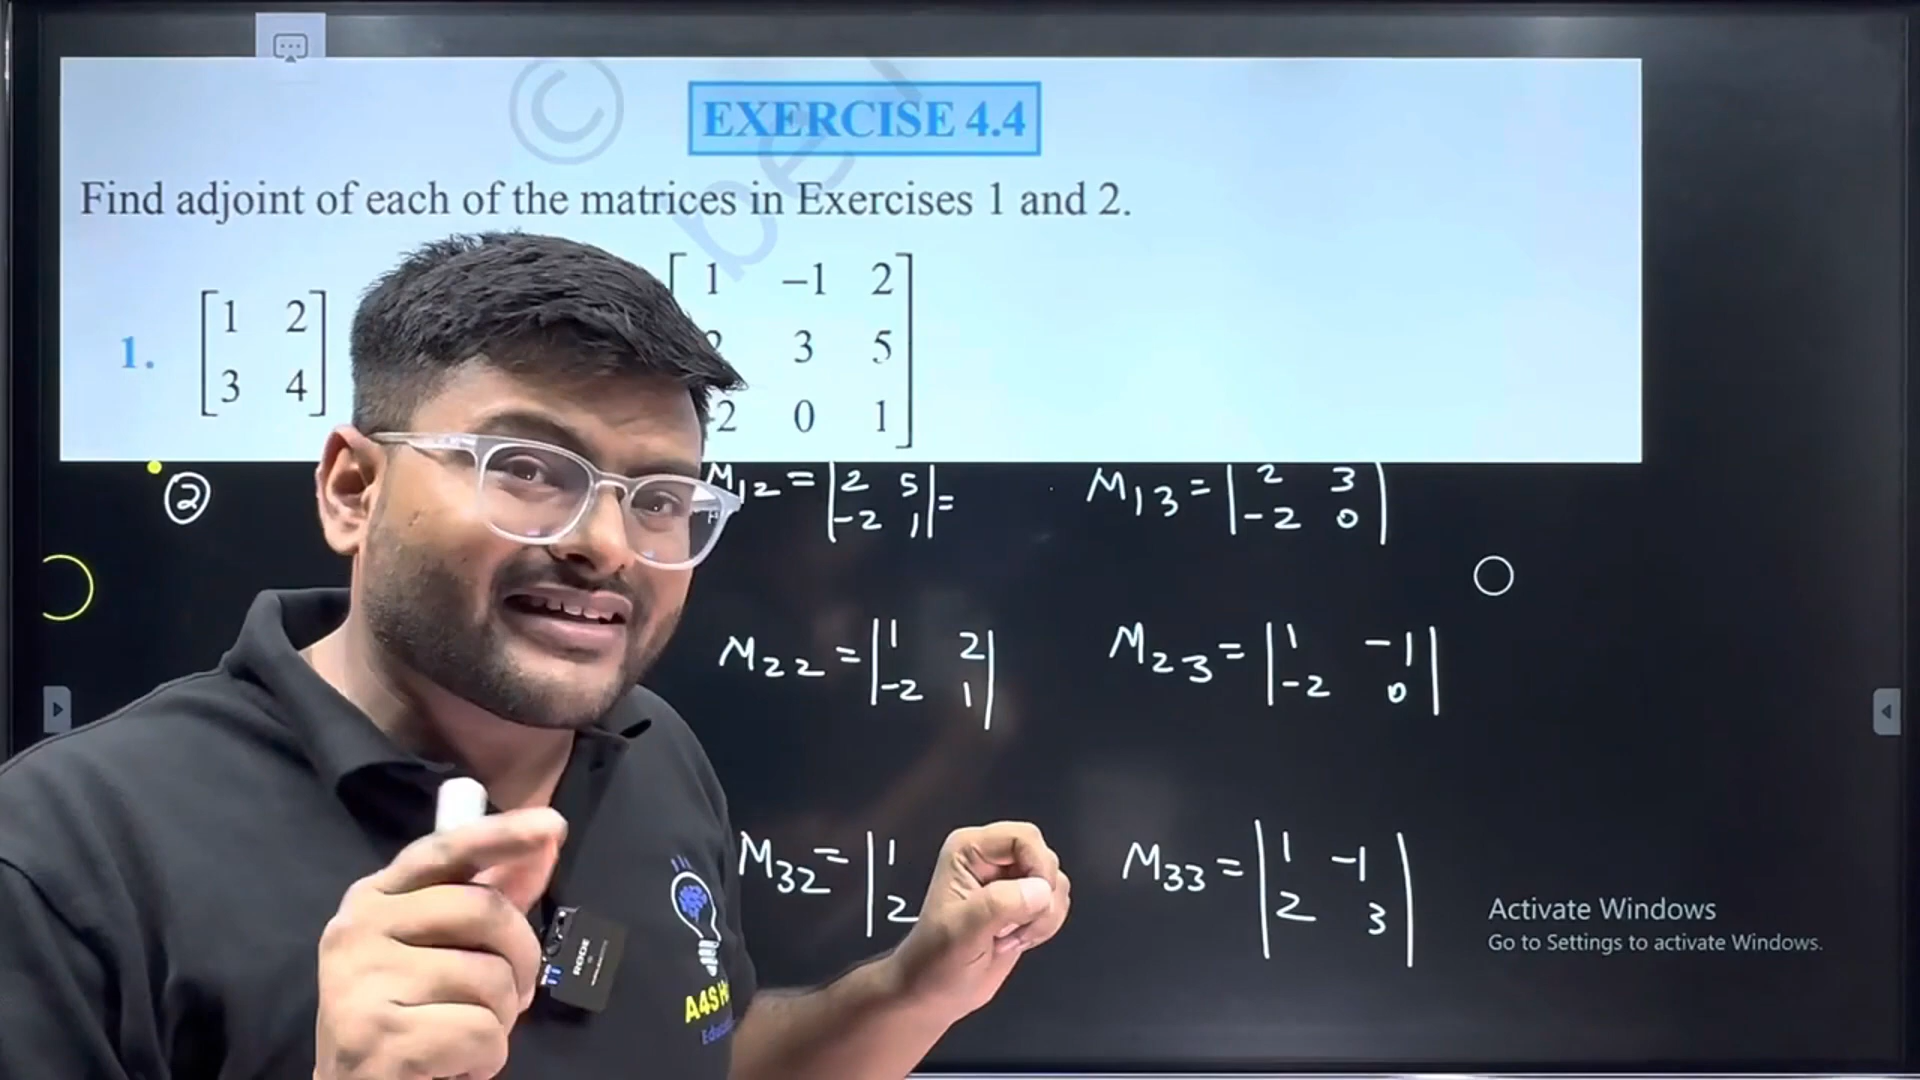 EXERCISE 4.4
Find adjoint of each of the matrices in Exercises 1 and 2.
1.
1 2
3 4
1 −1 2
3 5
2 0 1
②
M12 = | 2 5 | =
| −2 1 |
M13 = | 2 3 |
| −2 0 |
M22 = | 1 2 |
| −2 1 |
M23 = | 1 −1 |
| −2 0 |
M32 = | 1
| 2
M33 = | 1 −1 |
| 2 3 |
RØDE
A4S
Activate Windows
Go to Settings to activate Windows.